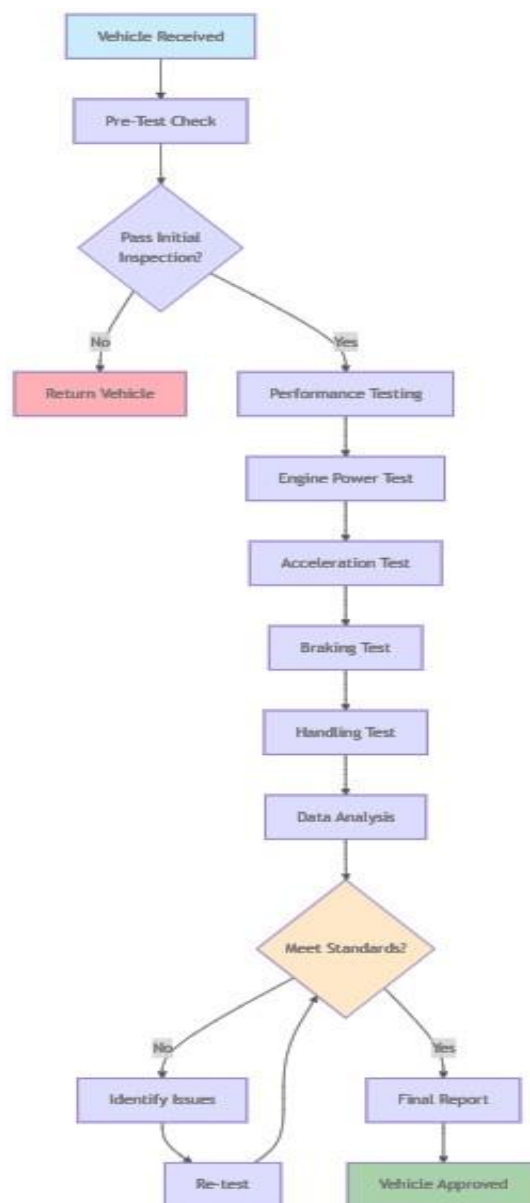 Vehicle Received
Pre-Test Check
Pass Initial
Inspection?
No
Yes
Return Vehicle
Performance Testing
Engine Power Test
Acceleration Test
Braking Test
Handling Test
Data Analysis
Meet Standards?
No
Yes
Identify Issues
Final Report
Re-test
Vehicle Approved